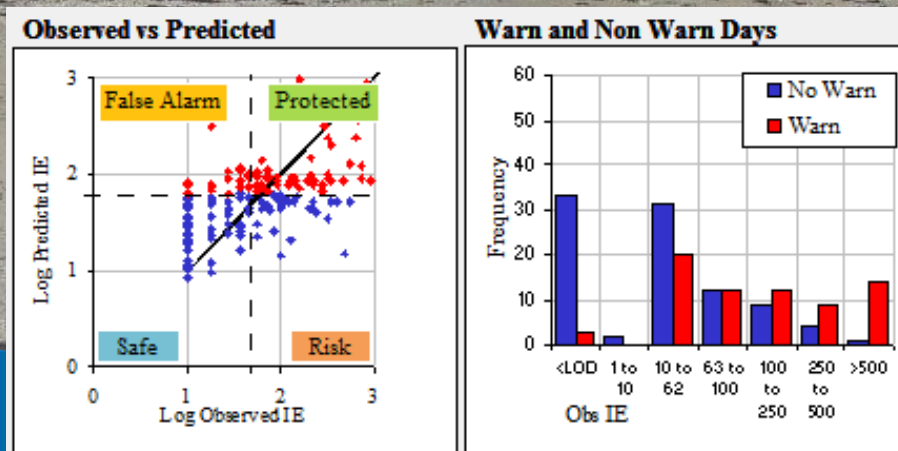 Observed vs Predicted
3
False Alarm
Protected
2
1
0
Log Predicted IE
Safe
Risk
0
1
2
3
Log Observed IE
Warn and Non Warn Days
60
50
40
30
20
10
0
Frequency
No Warn
Warn
<LOD
1 to
10
10 to
62
63 to
100
100
to
250
250
to
500
>500
Obs IE